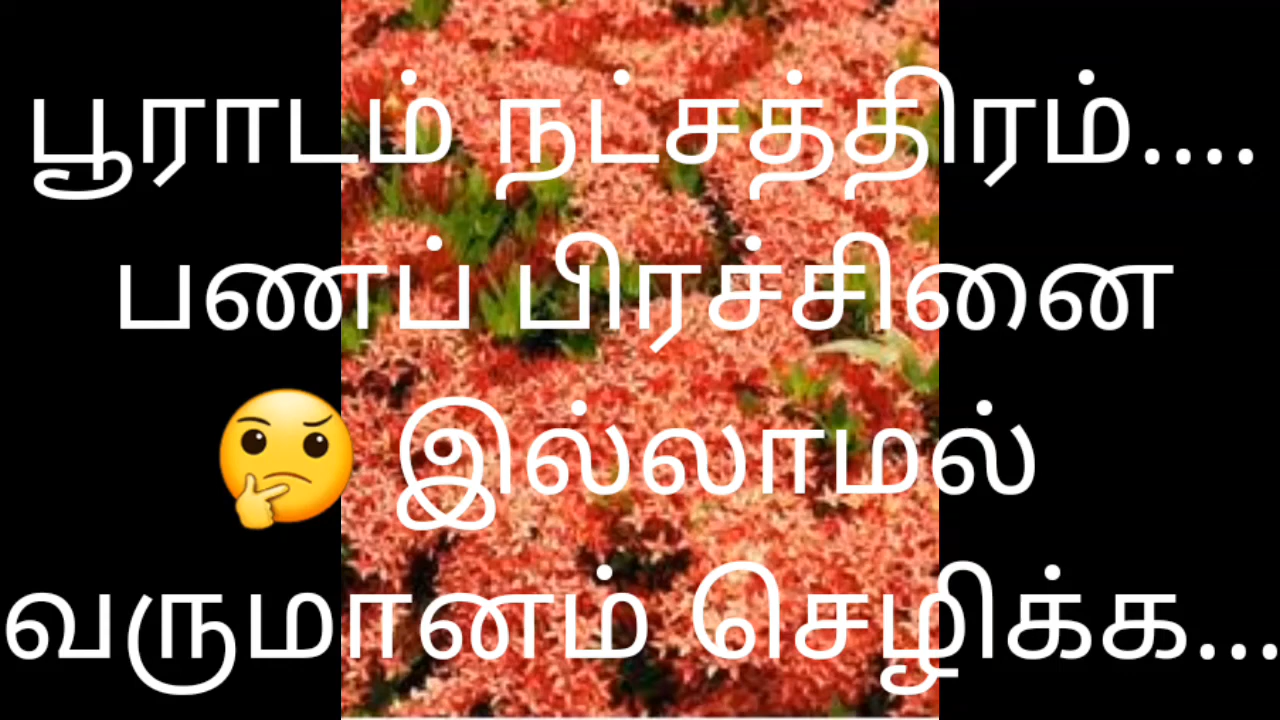 பூராடம் நட்சத்திரம்....
பணப் பிரச்சினை
🤔 இல்லாமல்
வருமானம் செழிக்க...